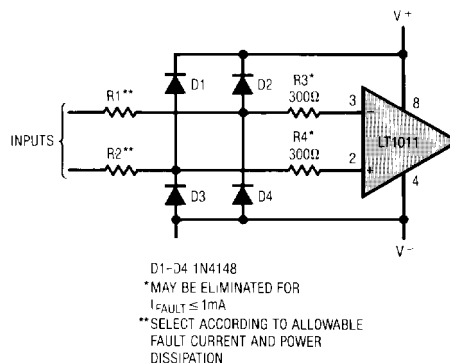 V+
D1
D2
R1**
R3*
300Ω
3
−
8
INPUTS
R2**
R4*
300Ω
2
+
LT1011
4
D3
D4
V−
D1–D4 1N4148
*MAY BE ELIMINATED FOR
IFAULT ≤ 1mA
**SELECT ACCORDING TO ALLOWABLE
FAULT CURRENT AND POWER
DISSIPATION